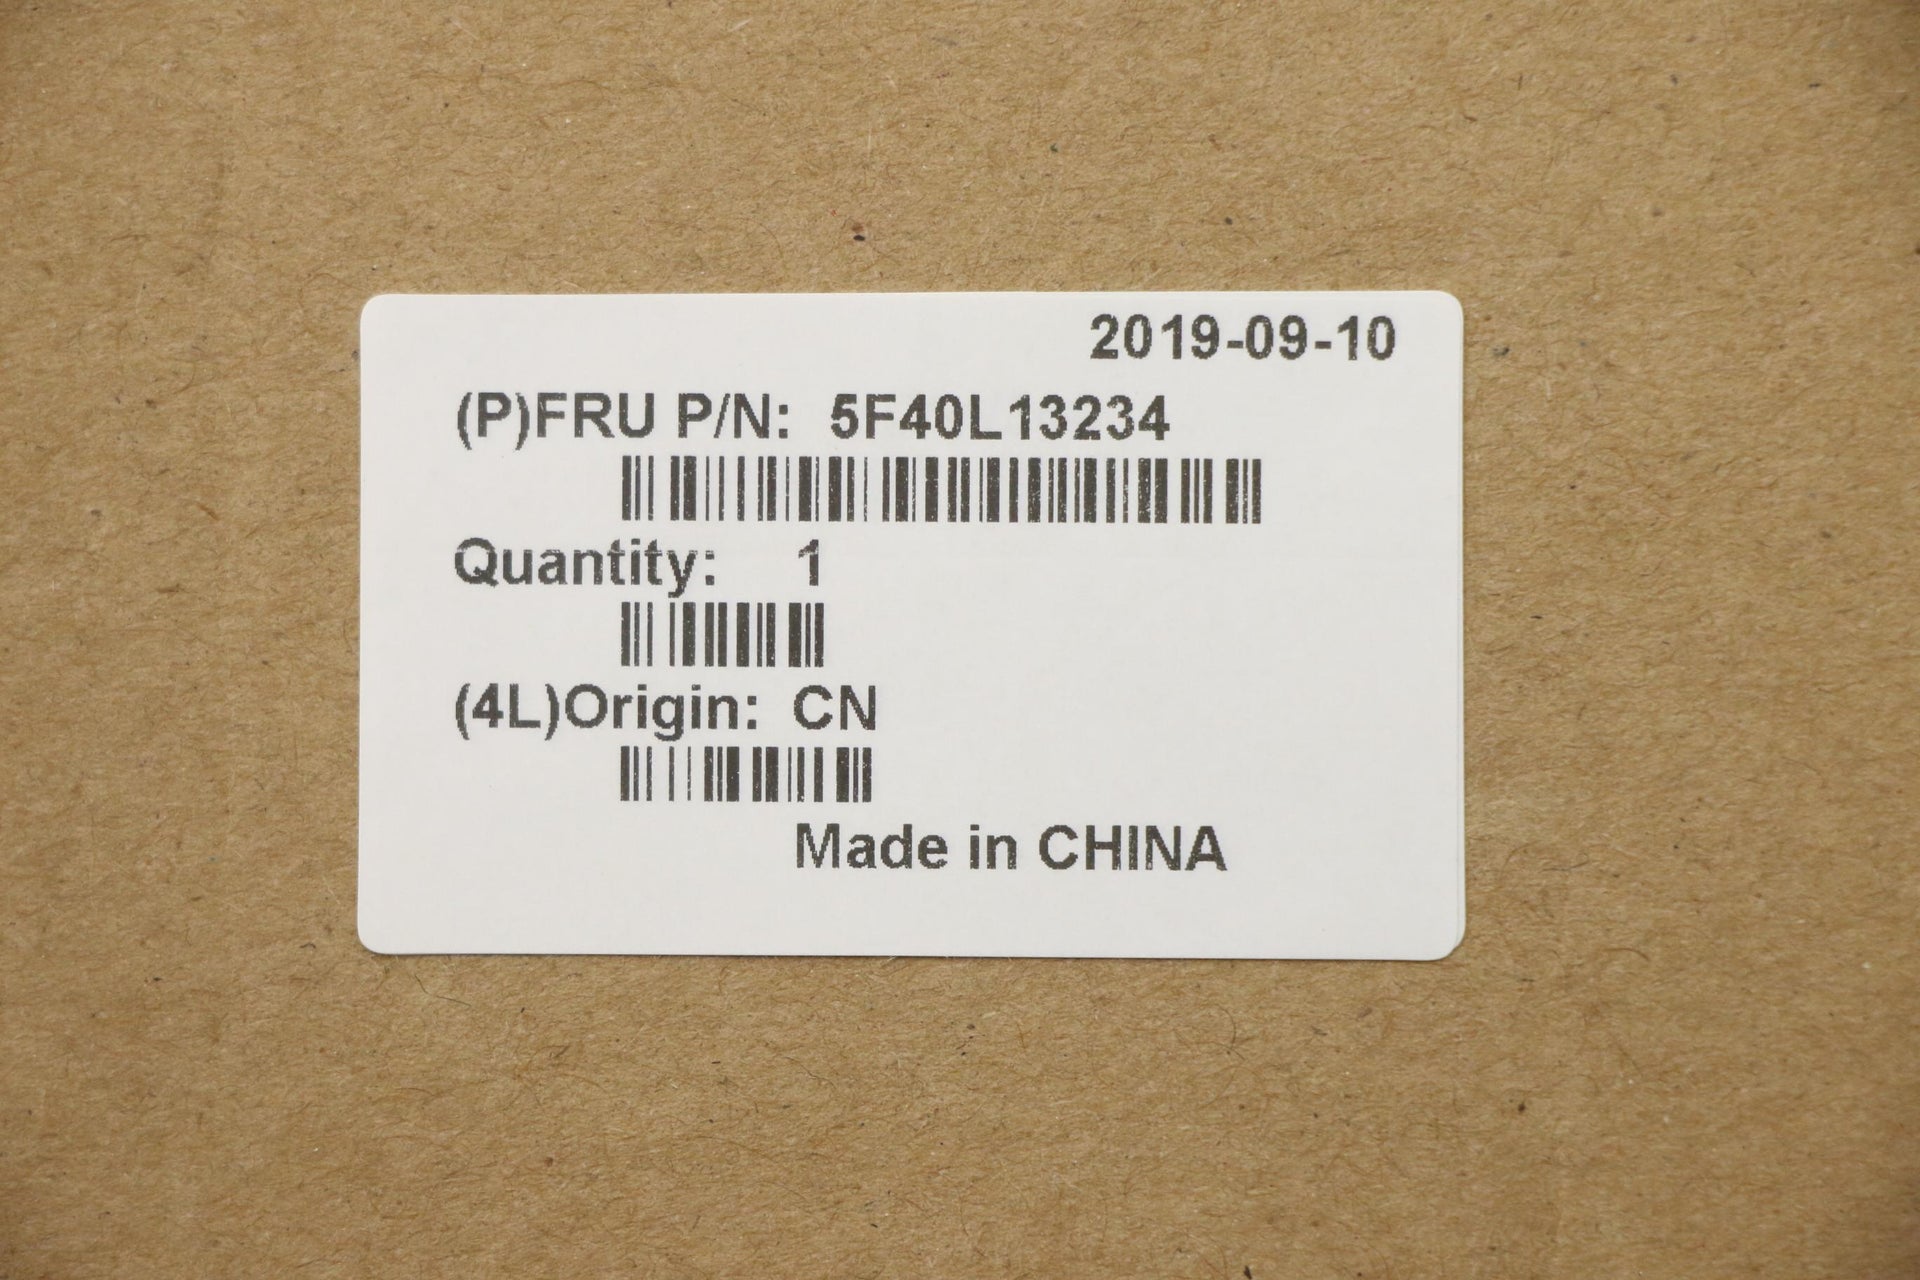 2019-09-10
(P)FRU P/N: 5F40L13234
Quantity: 1
(4L)Origin: CN
Made in CHINA